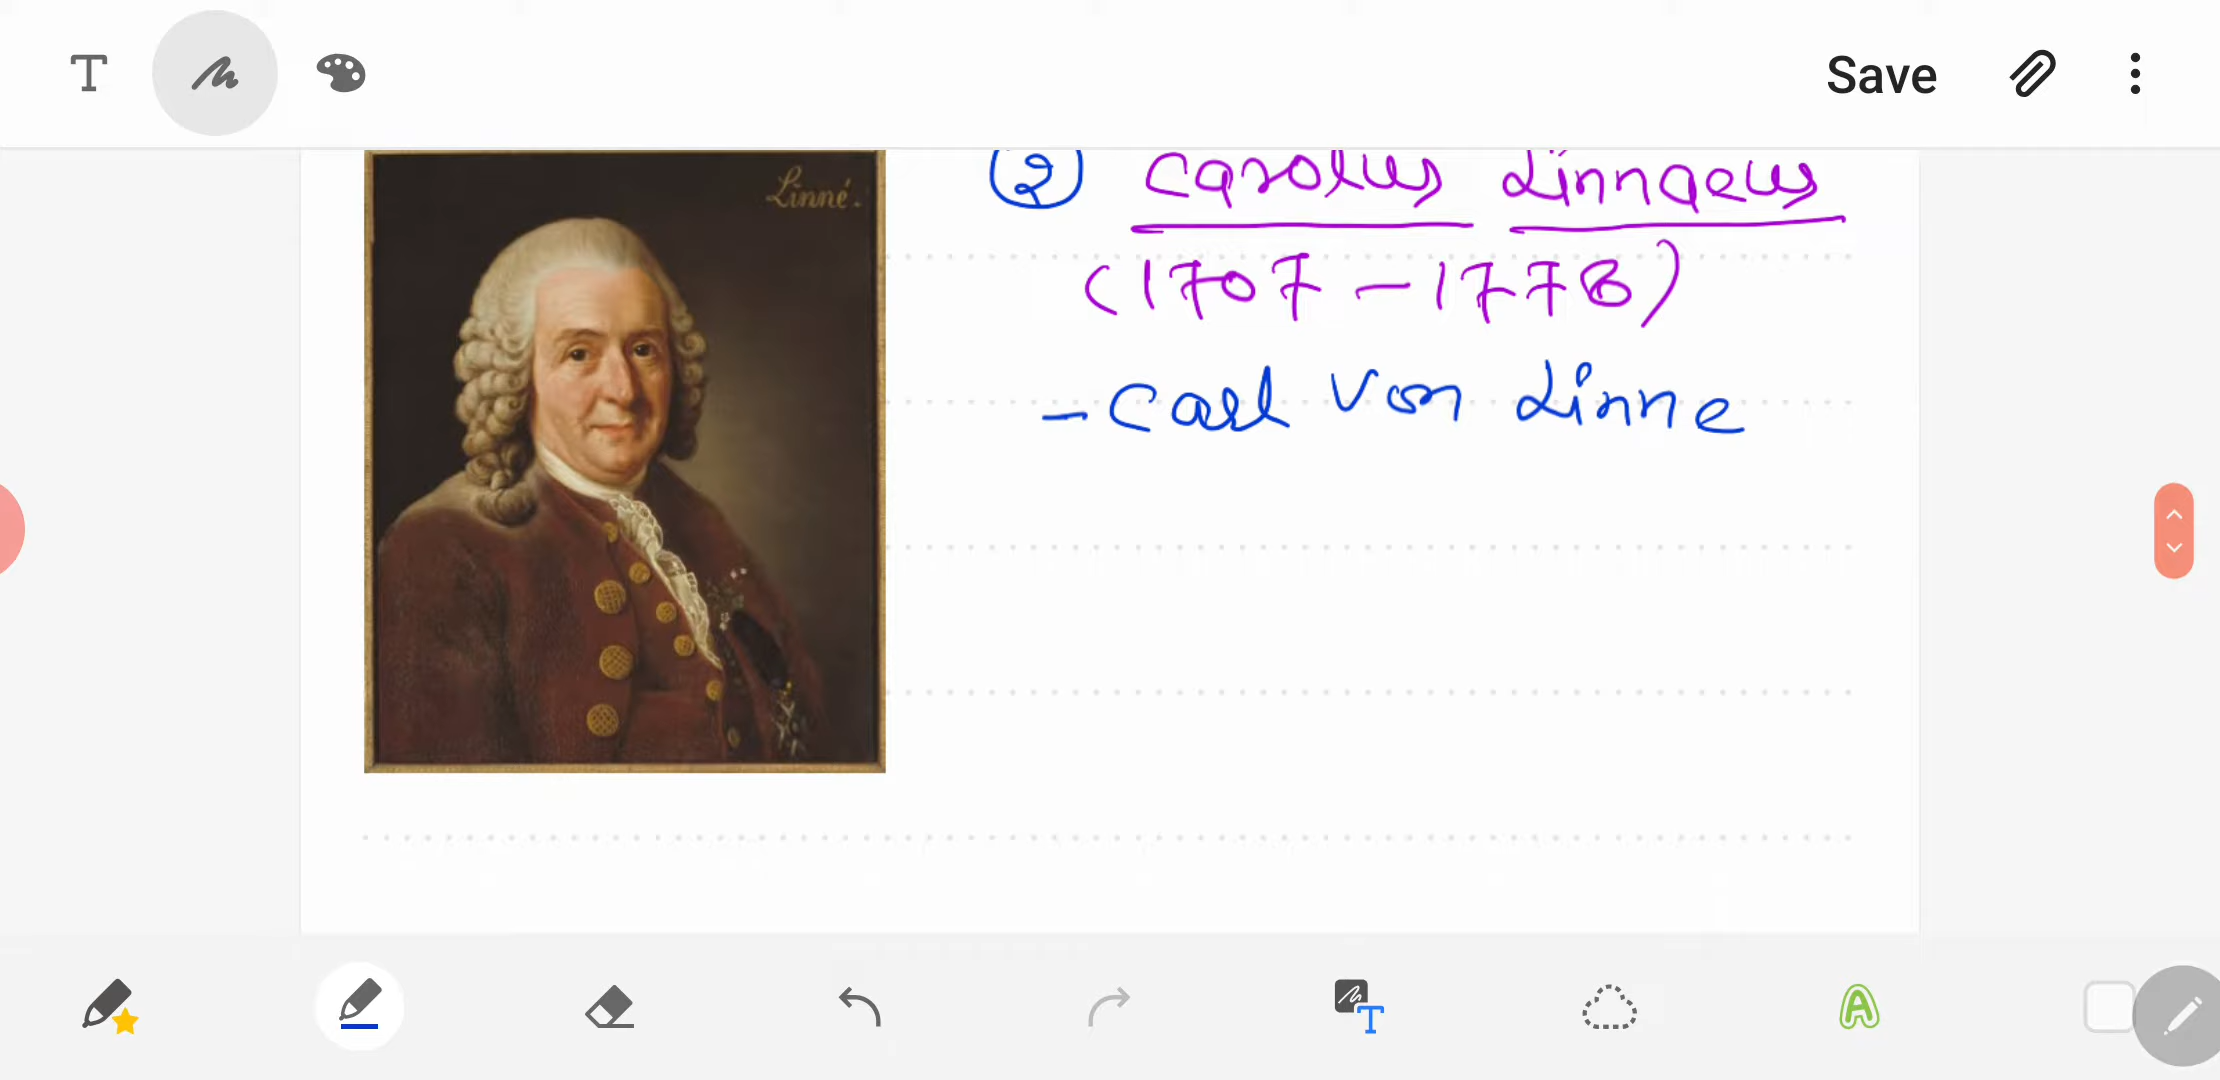 T
Save
Linné.
② Carolus Linnaeus
(1707 – 1778)
– Carl Von Linne
T
A